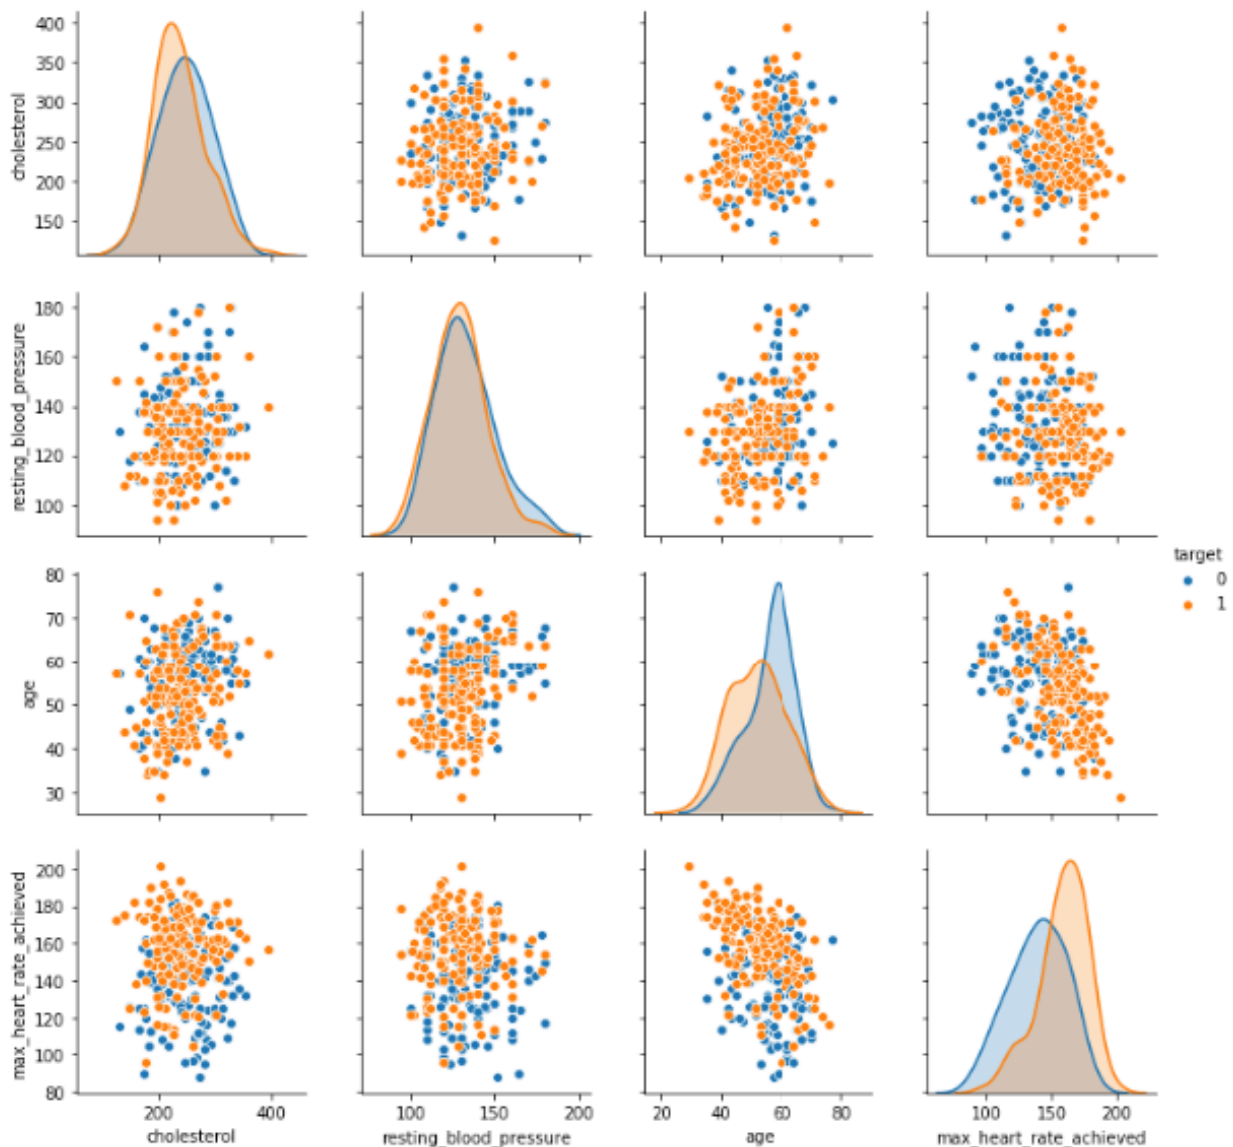 400
350
300
250
200
150
cholesterol
180
160
140
120
100
resting_blood_pressure
target
0
1
80
70
60
50
40
30
age
200
180
160
140
120
100
80
max_heart_rate_achieved
200 400
cholesterol
100 150 200
resting_blood_pressure
20 40 60 80
age
100 150 200
max_heart_rate_achieved